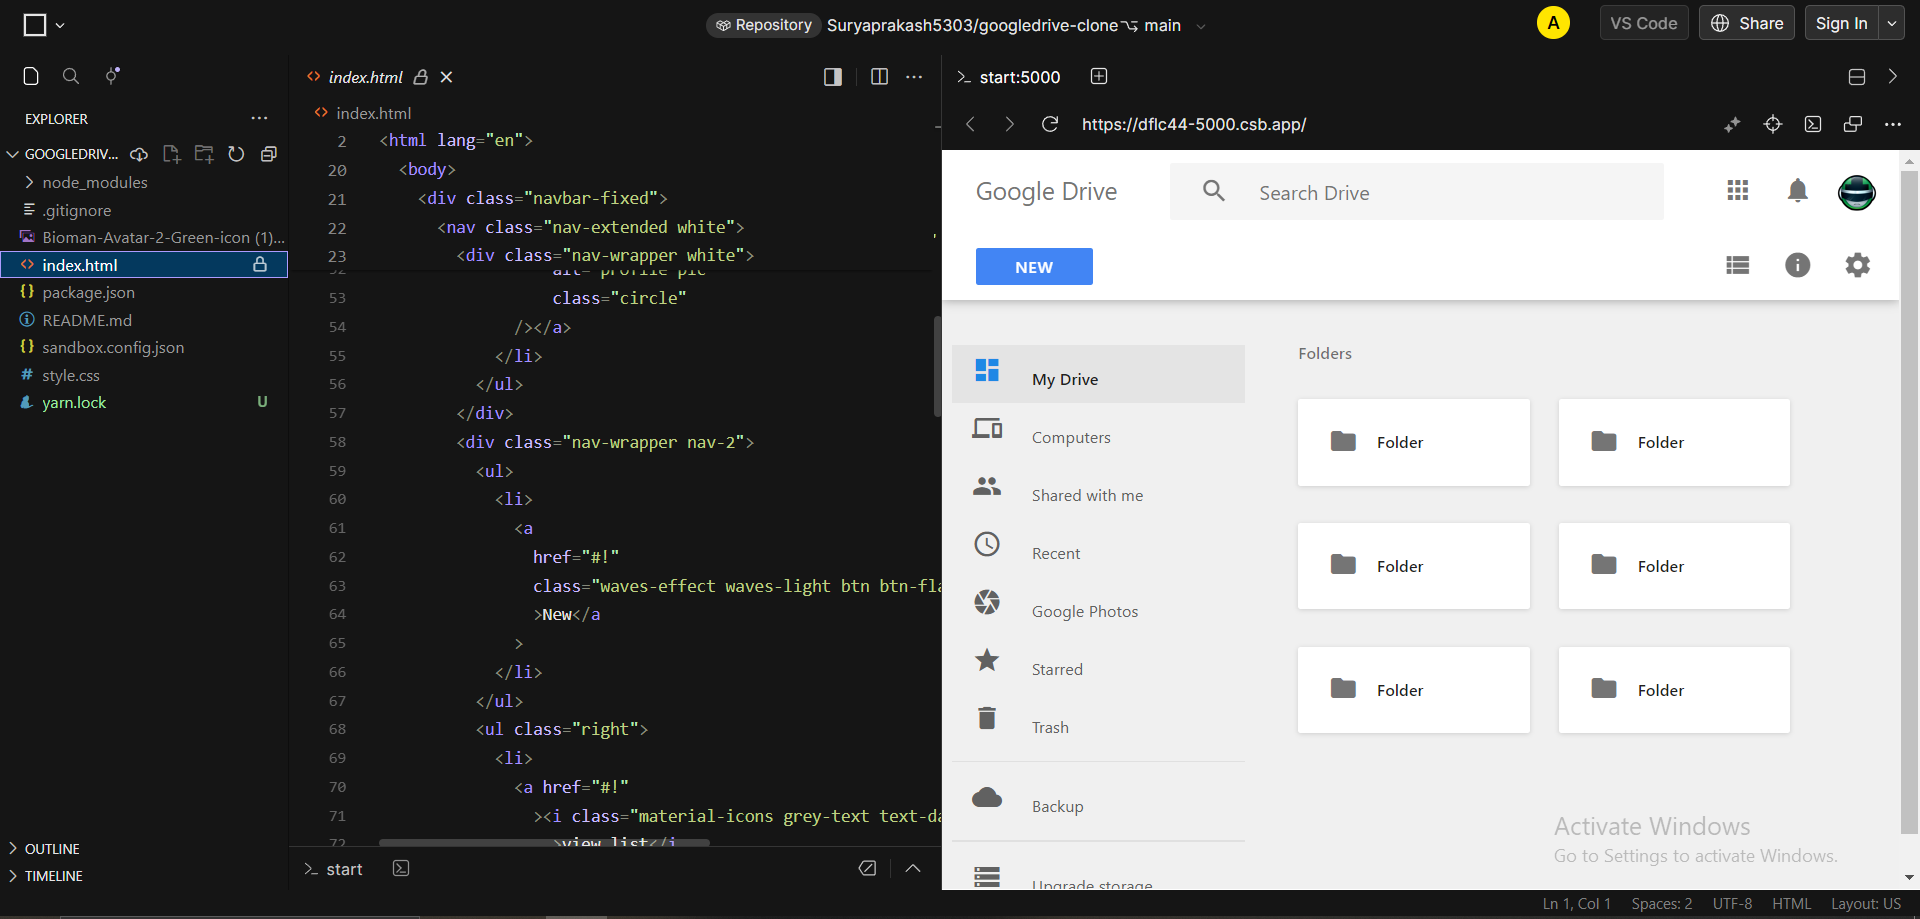 Repository Suryaprakash5303/googledrive-clone main
A
VS Code
Share
Sign In
EXPLORER
GOOGLEDRIV...
node_modules
.gitignore
Bioman-Avatar-2-Green-icon (1)...
index.html
package.json
README.md
sandbox.config.json
style.css
yarn.lock U
OUTLINE
TIMELINE
index.html
index.html
2 <html lang="en">
20 <body>
21 <div class="navbar-fixed">
22 <nav class="nav-extended white">
23 <div class="nav-wrapper white">
53 class="circle"
54 /></a>
55 </li>
56 </ul>
57 </div>
58 <div class="nav-wrapper nav-2">
59 <ul>
60 <li>
61 <a
62 href="#!"
63 class="waves-effect waves-light btn btn-fla
64 >New</a
65 >
66 </li>
67 </ul>
68 <ul class="right">
69 <li>
70 <a href="#!"
71 ><i class="material-icons grey-text text-da
72 >view_list</i
start
start:5000
https://dflc44-5000.csb.app/
Google Drive
Search Drive
NEW
My Drive
Computers
Shared with me
Recent
Google Photos
Starred
Trash
Backup
Upgrade storage
Folders
Folder Folder
Folder Folder
Folder Folder
Activate Windows
Go to Settings to activate Windows.
Ln 1, Col 1 Spaces: 2 UTF-8 HTML Layout: US